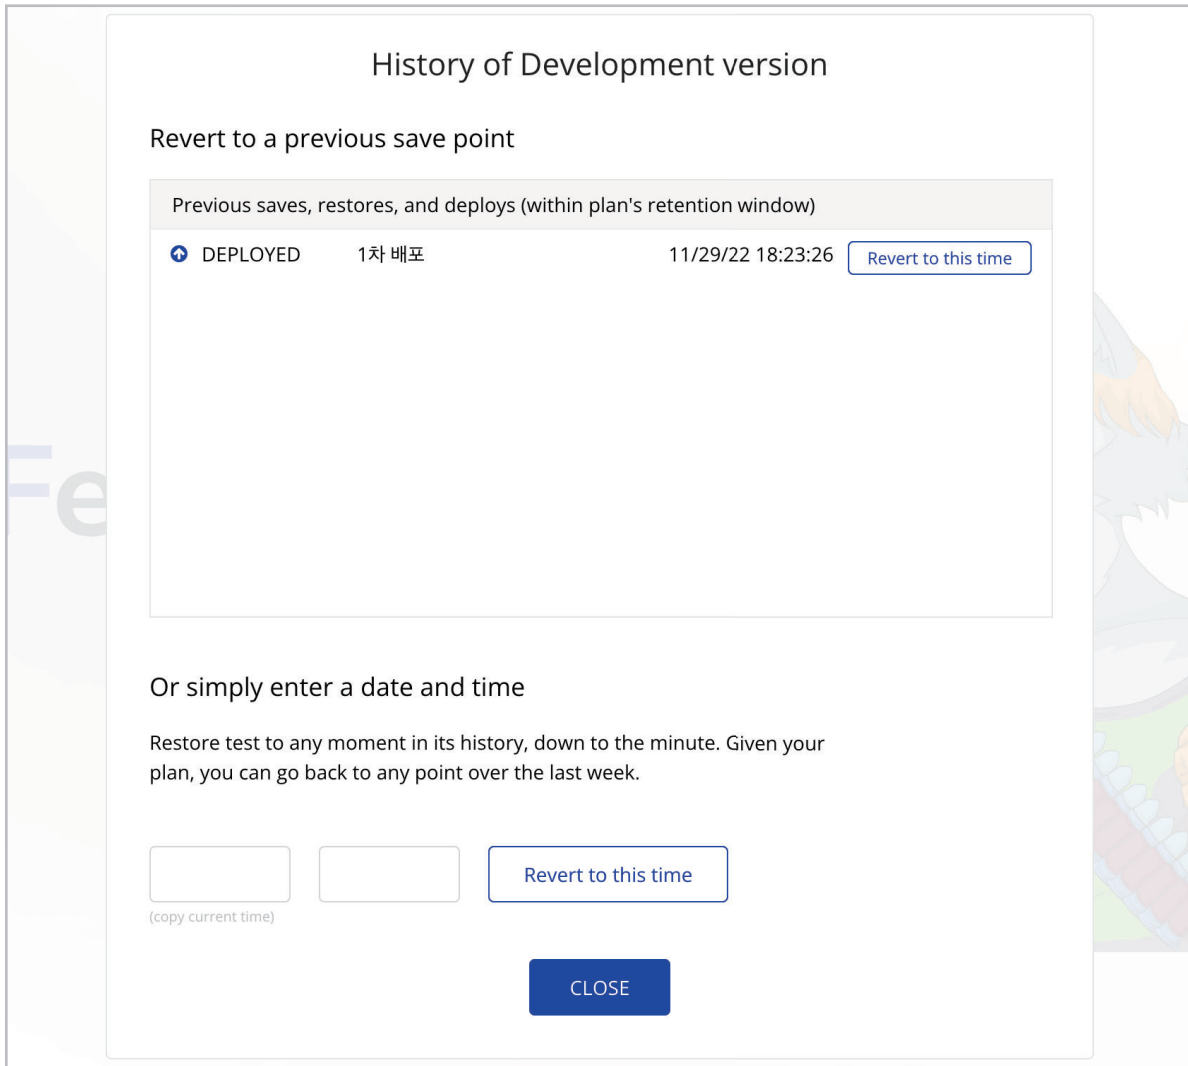 History of Development version
Revert to a previous save point
Previous saves, restores, and deploys (within plan's retention window)
DEPLOYED 1차 배포 11/29/22 18:23:26 Revert to this time
Fe
Or simply enter a date and time
Restore test to any moment in its history, down to the minute. Given your
plan, you can go back to any point over the last week.
Revert to this time
(copy current time)
CLOSE